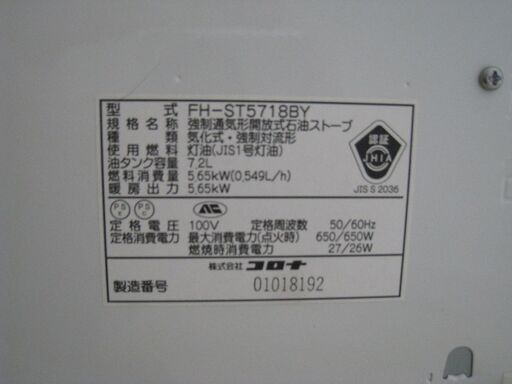 型式 FH-ST5718BY
規格名称 強制通気形開放式石油ストーブ
種類 気化式・強制対流形
使用燃料 灯油(JIS1号灯油)
油タンク容量 7.2L
燃料消費量 5.65kW(0.549L/h)
暖房出力 5.65kW
認証
JHIA
JIS S 2036
PS PS
定格電圧 100V 定格周波数 50/60Hz
定格消費電力 最大消費電力(点火時) 650/650W
燃焼時消費電力 27/26W
株式会社 コロナ
製造番号 01018192